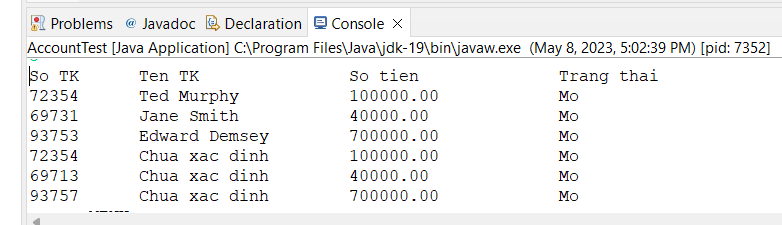 Problems @ Javadoc Declaration Console
AccountTest [Java Application] C:\Program Files\Java\jdk-19\bin\javaw.exe (May 8, 2023, 5:02:39 PM) [pid: 7352]
So TK Ten TK So tien Trang thai
72354 Ted Murphy 100000.00 Mo
69731 Jane Smith 40000.00 Mo
93753 Edward Demsey 700000.00 Mo
72354 Chua xac dinh 100000.00 Mo
69713 Chua xac dinh 40000.00 Mo
93757 Chua xac dinh 700000.00 Mo